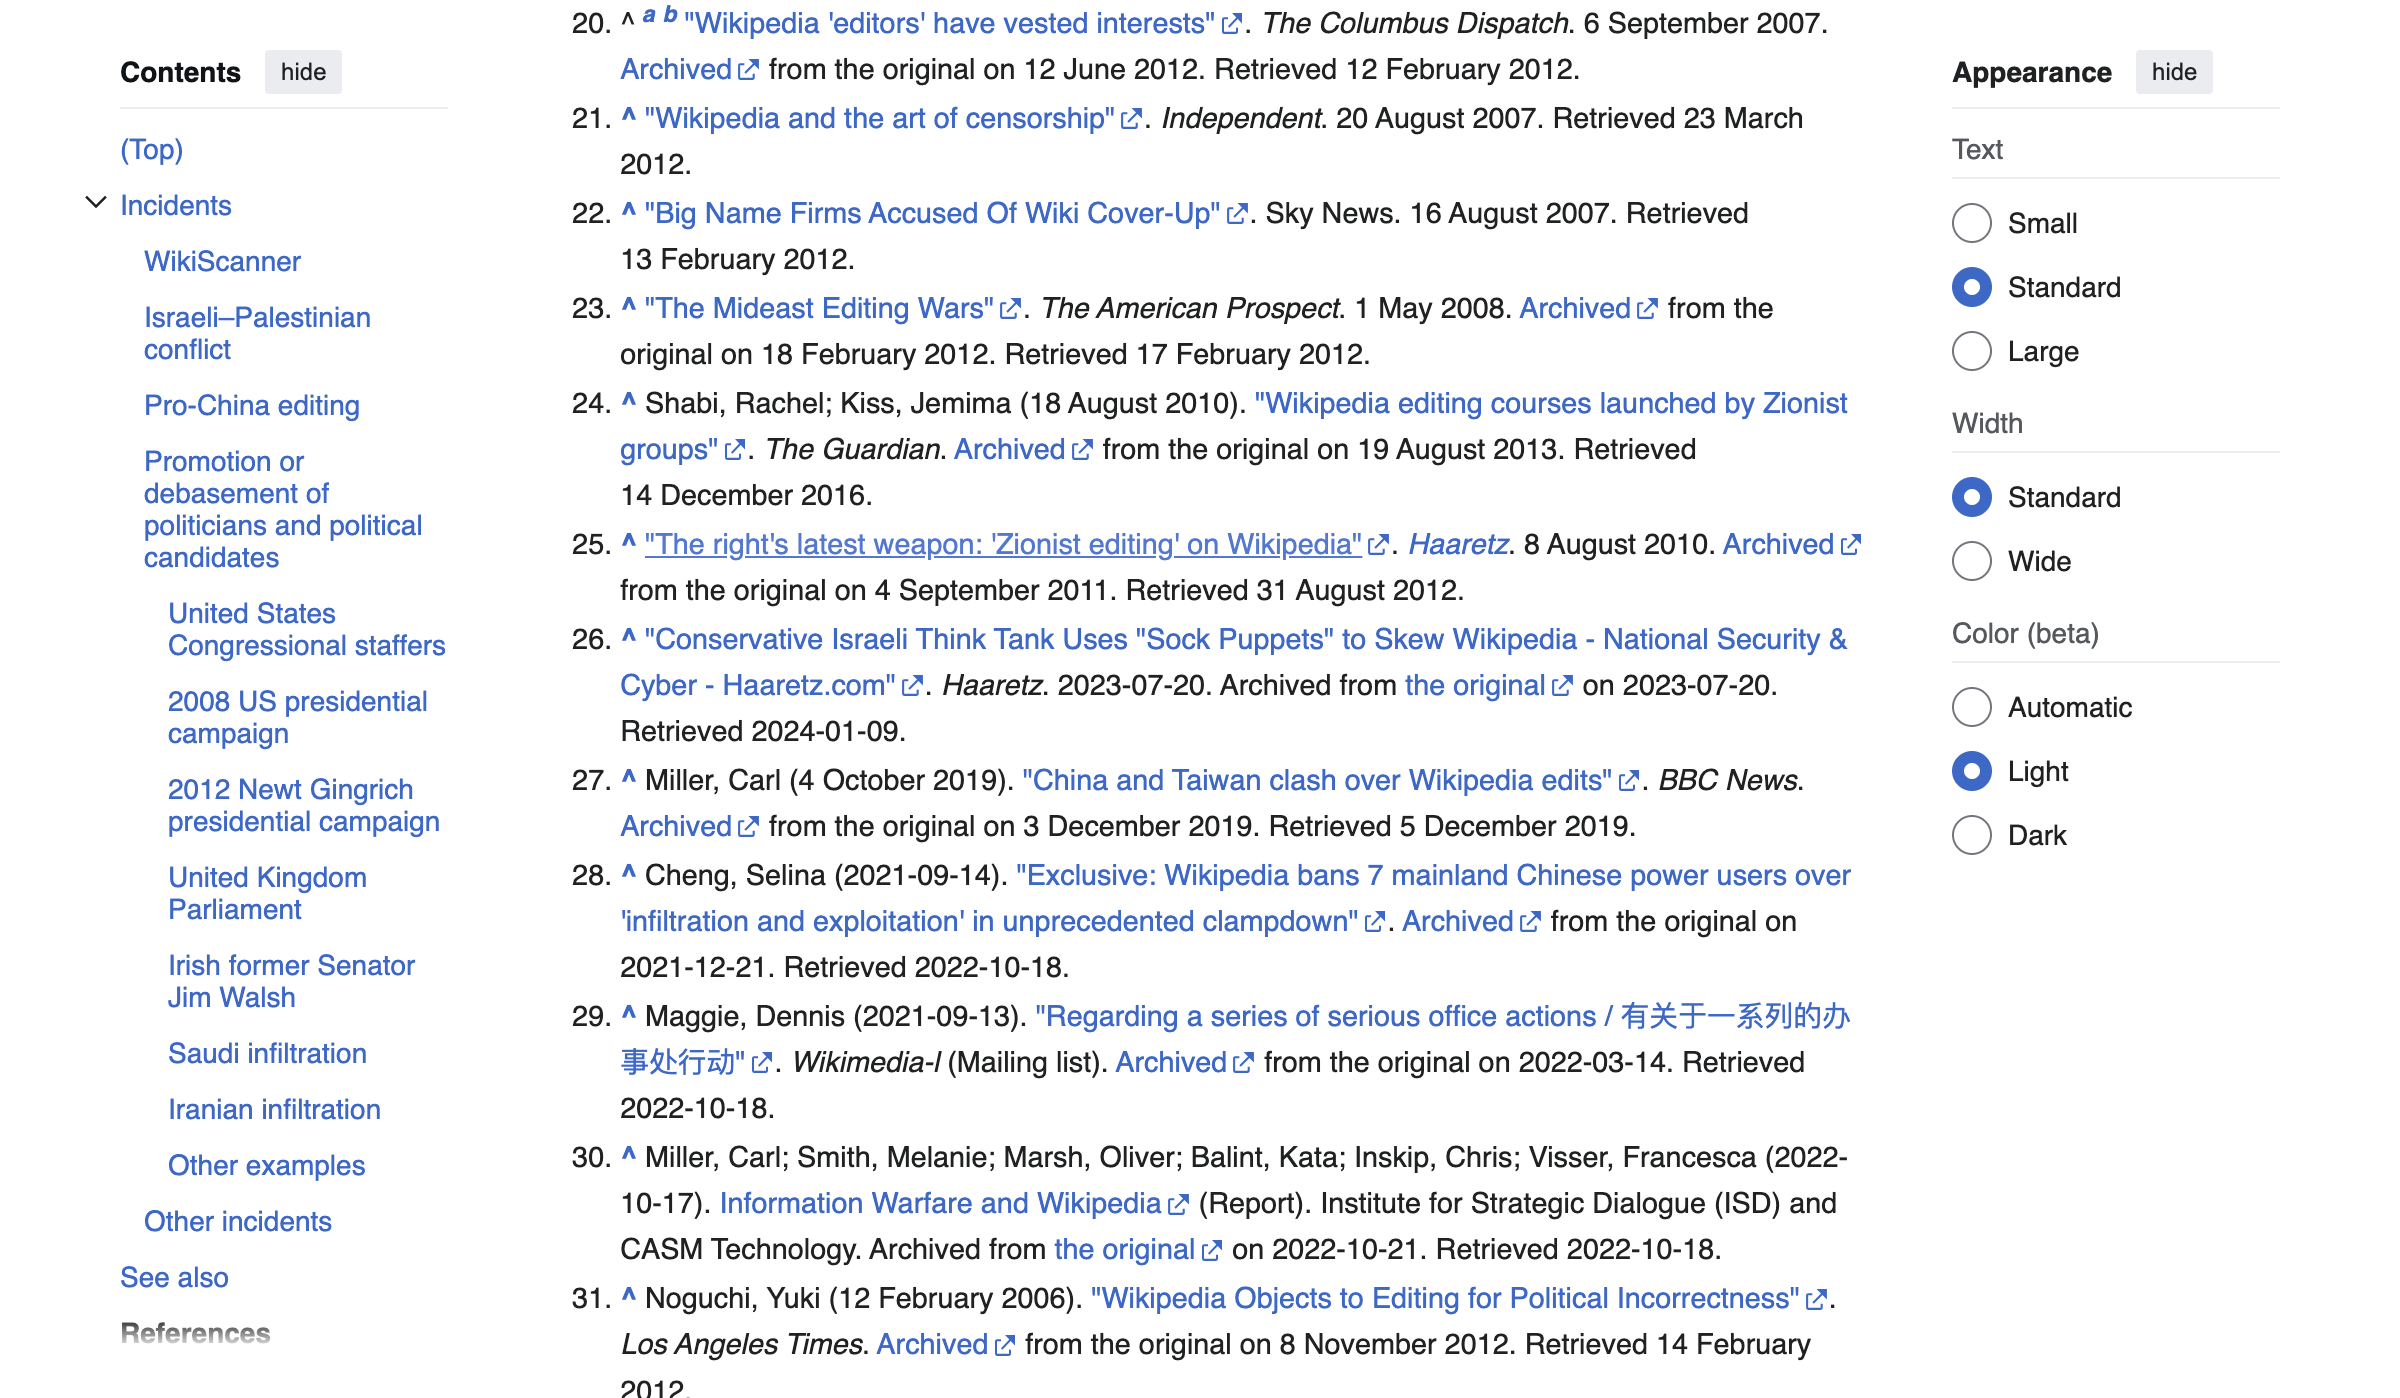 Contents hide
(Top)
Incidents
WikiScanner
Israeli–Palestinian
conflict
Pro-China editing
Promotion or
debasement of
politicians and political
candidates
United States
Congressional staffers
2008 US presidential
campaign
2012 Newt Gingrich
presidential campaign
United Kingdom
Parliament
Irish former Senator
Jim Walsh
Saudi infiltration
Iranian infiltration
Other examples
Other incidents
See also
References
20. ^ a b "Wikipedia 'editors' have vested interests". The Columbus Dispatch. 6 September 2007.
Archived from the original on 12 June 2012. Retrieved 12 February 2012.
21. ^ "Wikipedia and the art of censorship". Independent. 20 August 2007. Retrieved 23 March
2012.
22. ^ "Big Name Firms Accused Of Wiki Cover-Up". Sky News. 16 August 2007. Retrieved
13 February 2012.
23. ^ "The Mideast Editing Wars". The American Prospect. 1 May 2008. Archived from the
original on 18 February 2012. Retrieved 17 February 2012.
24. ^ Shabi, Rachel; Kiss, Jemima (18 August 2010). "Wikipedia editing courses launched by Zionist
groups". The Guardian. Archived from the original on 19 August 2013. Retrieved
14 December 2016.
25. ^ "The right's latest weapon: 'Zionist editing' on Wikipedia". Haaretz. 8 August 2010. Archived
from the original on 4 September 2011. Retrieved 31 August 2012.
26. ^ "Conservative Israeli Think Tank Uses "Sock Puppets" to Skew Wikipedia - National Security &
Cyber - Haaretz.com". Haaretz. 2023-07-20. Archived from the original on 2023-07-20.
Retrieved 2024-01-09.
27. ^ Miller, Carl (4 October 2019). "China and Taiwan clash over Wikipedia edits". BBC News.
Archived from the original on 3 December 2019. Retrieved 5 December 2019.
28. ^ Cheng, Selina (2021-09-14). "Exclusive: Wikipedia bans 7 mainland Chinese power users over
'infiltration and exploitation' in unprecedented clampdown". Archived from the original on
2021-12-21. Retrieved 2022-10-18.
29. ^ Maggie, Dennis (2021-09-13). "Regarding a series of serious office actions / 有关于一系列的办
事处行动". Wikimedia-l (Mailing list). Archived from the original on 2022-03-14. Retrieved
2022-10-18.
30. ^ Miller, Carl; Smith, Melanie; Marsh, Oliver; Balint, Kata; Inskip, Chris; Visser, Francesca (2022-
10-17). Information Warfare and Wikipedia (Report). Institute for Strategic Dialogue (ISD) and
CASM Technology. Archived from the original on 2022-10-21. Retrieved 2022-10-18.
31. ^ Noguchi, Yuki (12 February 2006). "Wikipedia Objects to Editing for Political Incorrectness".
Los Angeles Times. Archived from the original on 8 November 2012. Retrieved 14 February
2012.
Appearance hide
Text
Small
Standard
Large
Width
Standard
Wide
Color (beta)
Automatic
Light
Dark